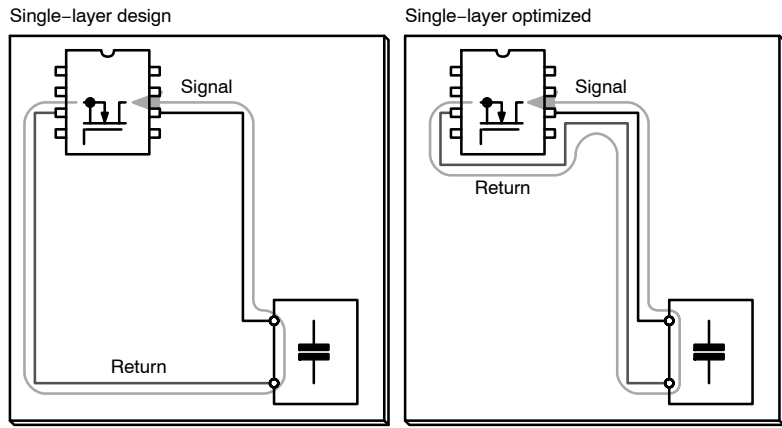 Single−layer design
Single−layer optimized
Signal
Signal
Return
Return